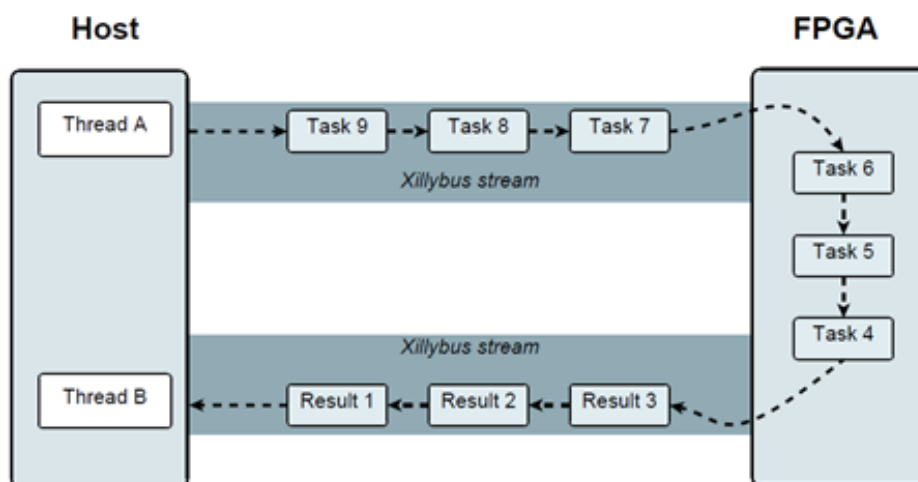 Host
FPGA
Thread A
Task 9
Task 8
Task 7
Xillybus stream
Task 6
Task 5
Task 4
Xillybus stream
Thread B
Result 1
Result 2
Result 3